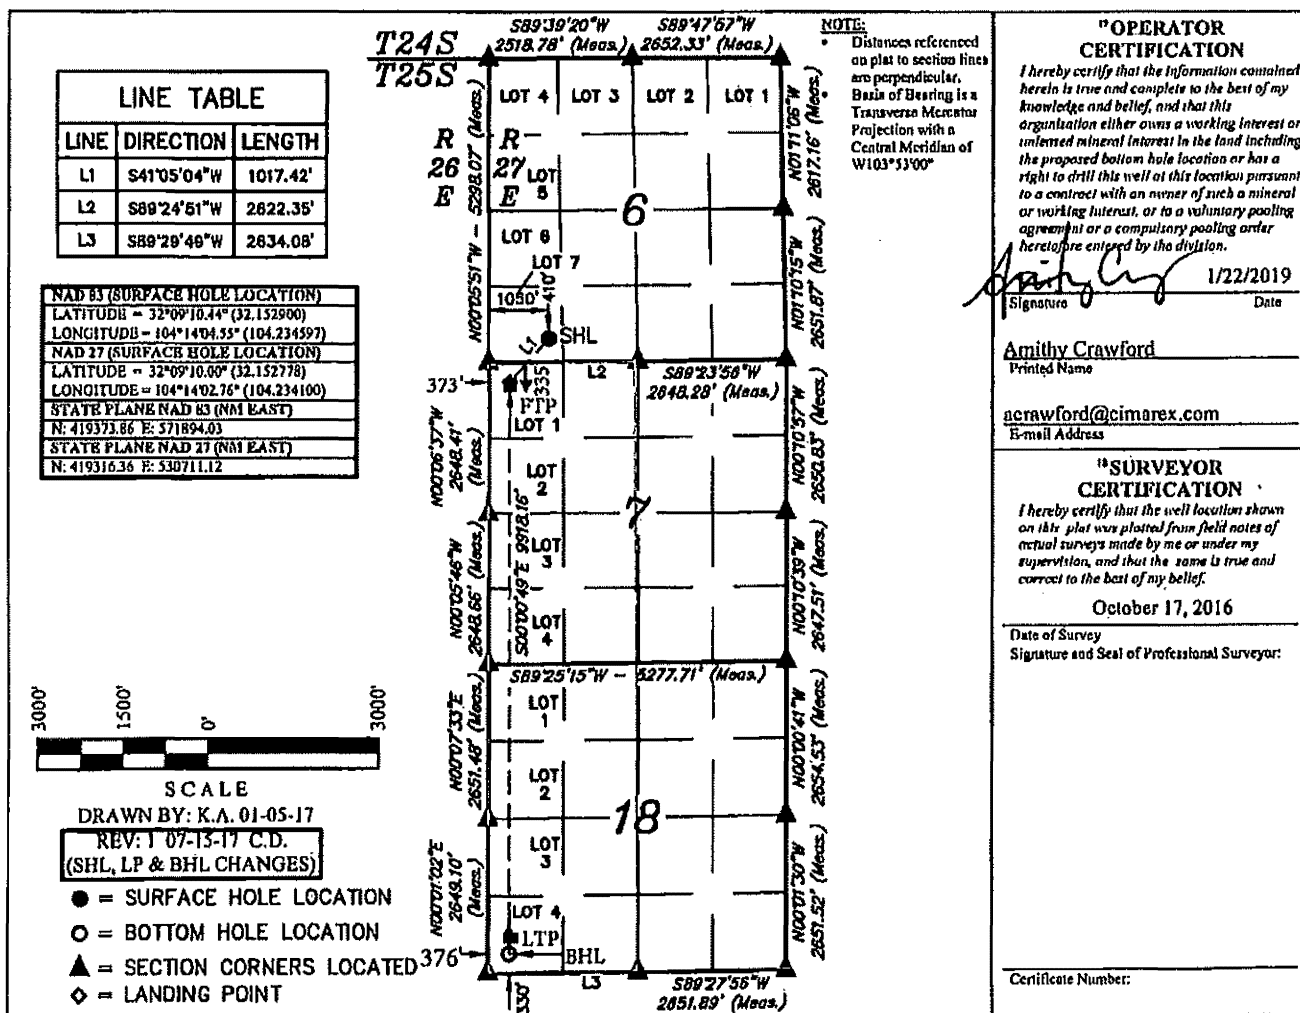 LINE TABLE
LINE DIRECTION LENGTH
L1 S41°05'04"W 1017.42'
L2 S89°24'51"W 2622.35'
L3 S89°29'49"W 2634.08'
NAD 83 (SURFACE HOLE LOCATION)
LATITUDE = 32°09'10.44" (32.152900)
LONGITUDE = 104°14'04.55" (104.234597)
NAD 27 (SURFACE HOLE LOCATION)
LATITUDE = 32°09'10.00" (32.152778)
LONGITUDE = 104°14'02.76" (104.234100)
STATE PLANE NAD 83 (NM EAST)
N: 419373.86 E: 571894.03
STATE PLANE NAD 27 (NM EAST)
N: 419316.36 E: 530711.12
3000' 1500' 0' 3000'
SCALE
DRAWN BY: K.A. 01-05-17
REV: 1 07-13-17 C.D.
(SHL, LP & BHL CHANGES)
= SURFACE HOLE LOCATION
= BOTTOM HOLE LOCATION
= SECTION CORNERS LOCATED
= LANDING POINT
T24S
T25S
S89°39'20"W
2518.78' (Meas.)
S89°47'57"W
2652.33' (Meas.)
LOT 4 LOT 3 LOT 2 LOT 1
R R
26 27
E E
LOT
5
6
LOT 6
LOT 7
1050'
410'
SHL
L1
N00°05'51"W – 5298.07' (Meas.)
2617.16' (Meas.)
N01°10'15"W
2651.87' (Meas.)
L2
S89°23'56"W
2648.28' (Meas.)
373'
335'
FTP
LOT 1
LOT
2
7
LOT
3
LOT
4
N00°06'37"W
2648.41'
(Meas.)
N00°05'46"W
2648.66' (Meas.)
S00°00'49"E 9918.16'
N00°10'57"W
2650.83' (Meas.)
N00°10'39"W
2647.51' (Meas.)
S89°25'15"W – 5277.71' (Meas.)
LOT
1
LOT
2
18
LOT
3
LOT 4
N00°07'33"E
2651.48' (Meas.)
N00°01'02"E
2649.10'
(Meas.)
N00°00'41"W
2654.53' (Meas.)
N00°01'30"W
2651.52' (Meas.)
LTP
376'
BHL
L3
330'
S89°27'56"W
2651.89' (Meas.)
NOTE:
• Distances referenced
on plat to section lines
are perpendicular.
• Basis of Bearing is a
Transverse Mercator
Projection with a
Central Meridian of
W103°53'00"
17 OPERATOR
CERTIFICATION
I hereby certify that the information contained
herein is true and complete to the best of my
knowledge and belief, and that this
organization either owns a working interest or
unleased mineral interest in the land including
the proposed bottom hole location or has a
right to drill this well at this location pursuant
to a contract with an owner of such a mineral
or working interest, or to a voluntary pooling
agreement or a compulsory pooling order
heretofore entered by the division.
1/22/2019
Signature Date
Amithy Crawford
Printed Name
acrawford@cimarex.com
E-mail Address
18 SURVEYOR
CERTIFICATION
I hereby certify that the well location shown
on this plat was plotted from field notes of
actual surveys made by me or under my
supervision, and that the same is true and
correct to the best of my belief.
October 17, 2016
Date of Survey
Signature and Seal of Professional Surveyor:
Certificate Number: